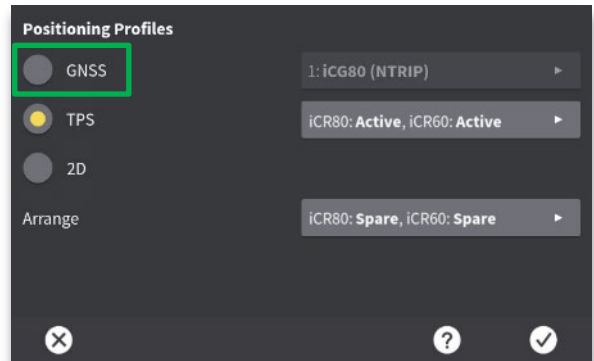 Positioning Profiles
GNSS 1: iCG80 (NTRIP)
TPS iCR80: Active, iCR60: Active
2D
Arrange iCR80: Spare, iCR60: Spare
?